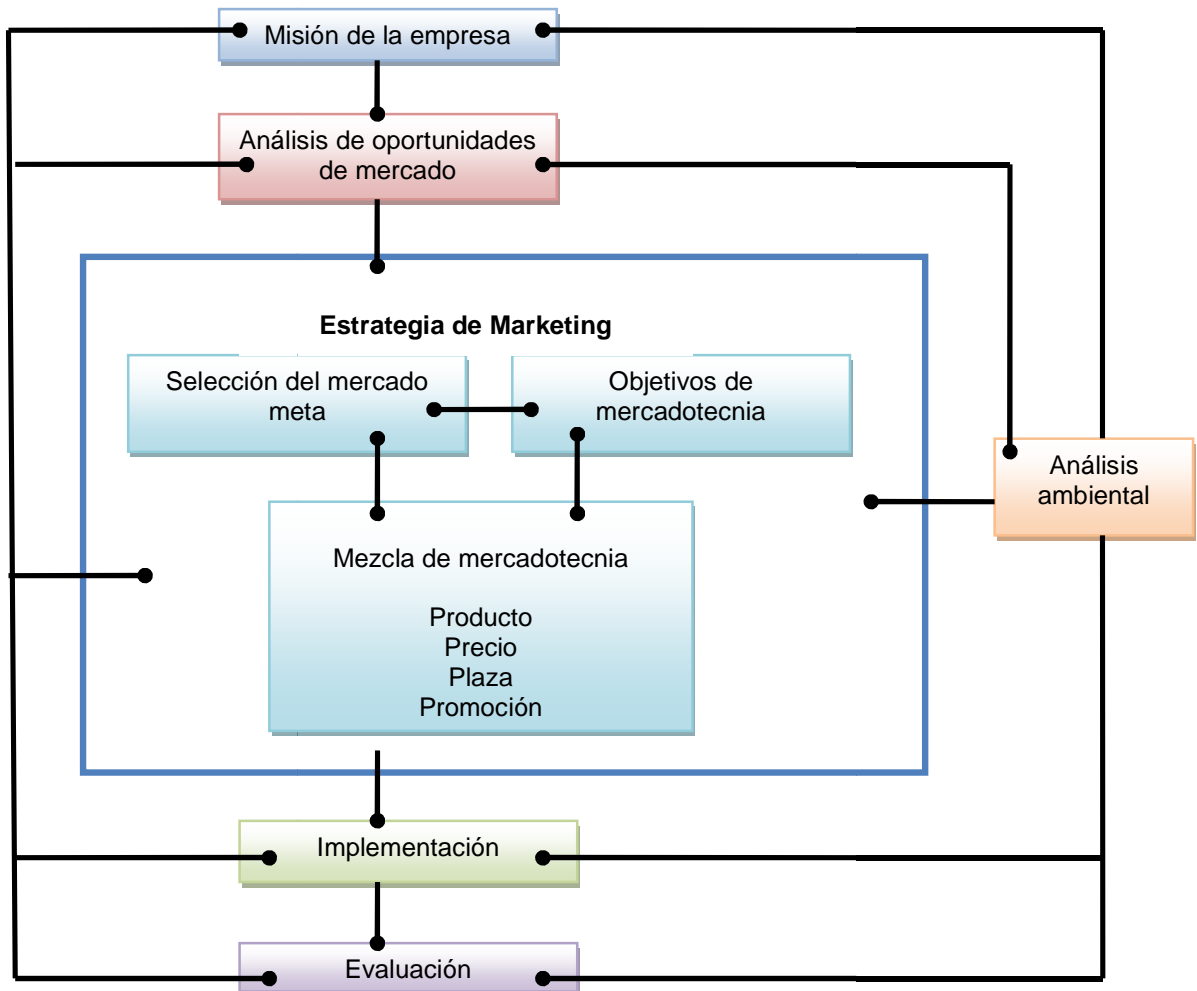 Misión de la empresa
Análisis de oportunidades
de mercado
Estrategia de Marketing
Selección del mercado
meta
Objetivos de
mercadotecnia
Análisis
ambiental
Mezcla de mercadotecnia
Producto
Precio
Plaza
Promoción
Implementación
Evaluación